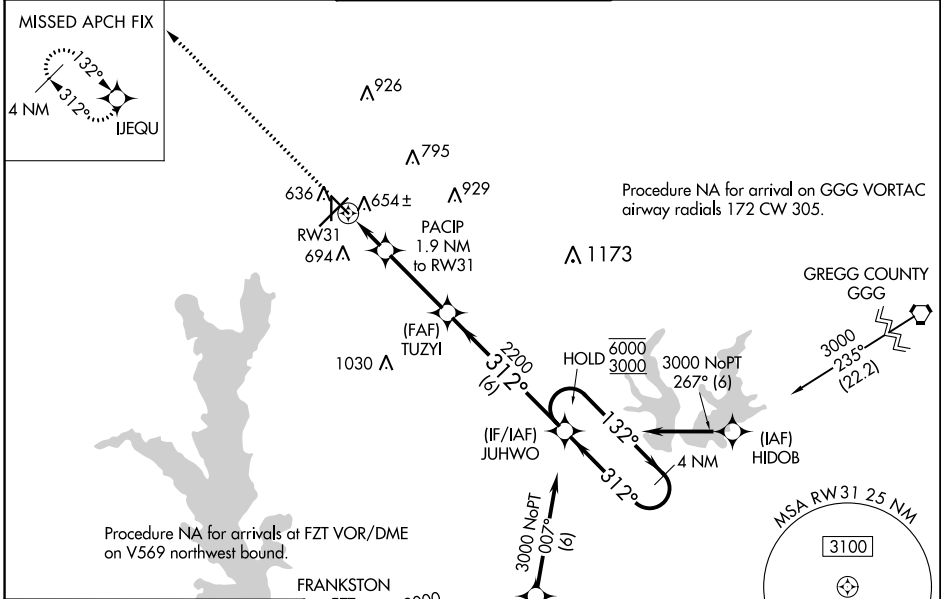 MISSED APCH FIX
132°
312°
4 NM
IJEQU
926
795
636
654±
929
RW31
694
PACIP
1.9 NM
to RW31
Procedure NA for arrival on GGG VORTAC
airway radials 172 CW 305.
1173
GREGG COUNTY
GGG
3000
235°
(22.2)
(FAF)
TUZYI
1030
2200
312°
(6)
HOLD
6000
3000
3000 NoPT
267° (6)
132°
312°
4 NM
(IF/IAF)
JUHWO
(IAF)
HIDOB
3000 NoPT
007°
(6)
Procedure NA for arrivals at FZT VOR/DME
on V569 northwest bound.
FRANKSTON
MSA RW31 25 NM
3100